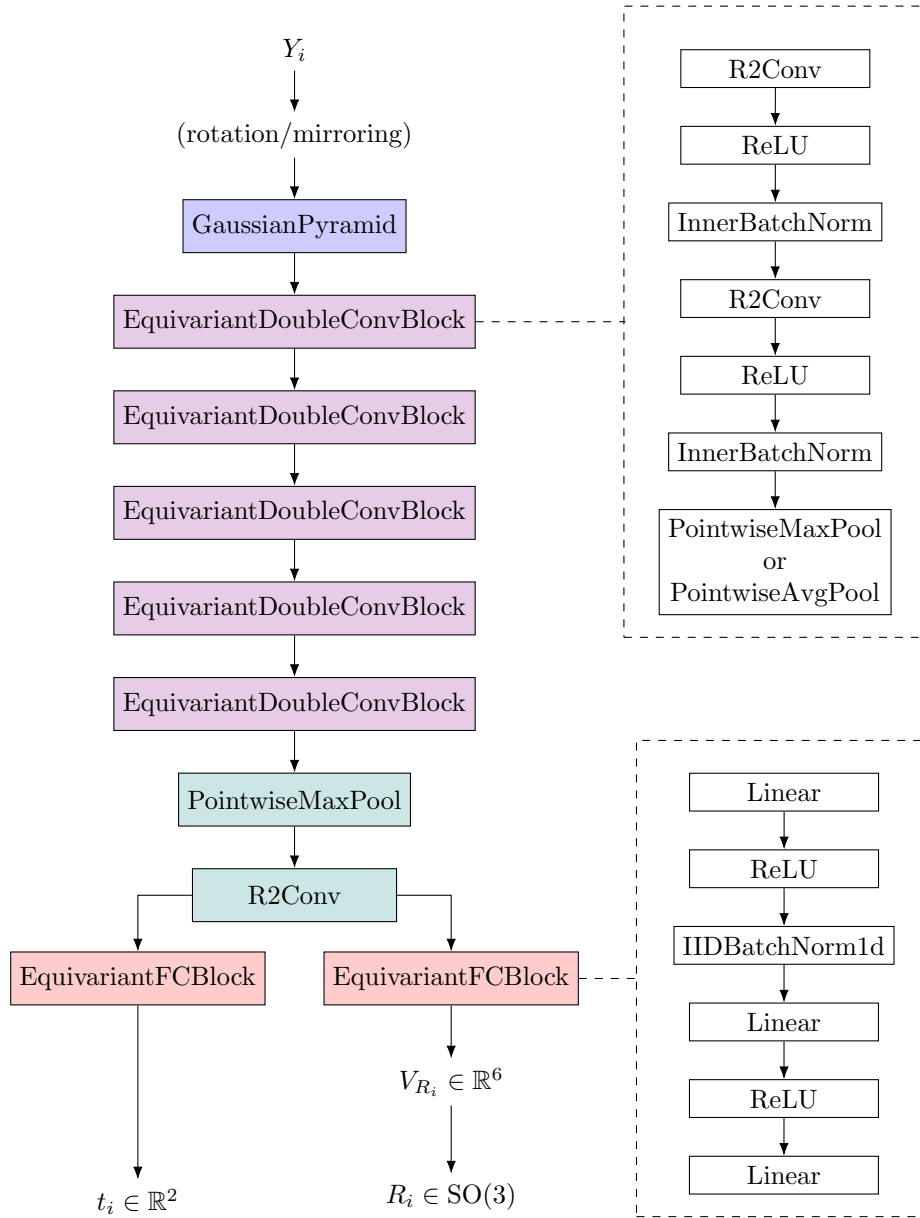 Y_i
(rotation/mirroring)
GaussianPyramid
EquivariantDoubleConvBlock
EquivariantDoubleConvBlock
EquivariantDoubleConvBlock
EquivariantDoubleConvBlock
EquivariantDoubleConvBlock
PointwiseMaxPool
R2Conv
EquivariantFCBlock
EquivariantFCBlock
V_{R_i} ∈ ℝ^6
t_i ∈ ℝ^2
R_i ∈ SO(3)
R2Conv
ReLU
InnerBatchNorm
R2Conv
ReLU
InnerBatchNorm
PointwiseMaxPool
or
PointwiseAvgPool
Linear
ReLU
IIDBatchNorm1d
Linear
ReLU
Linear